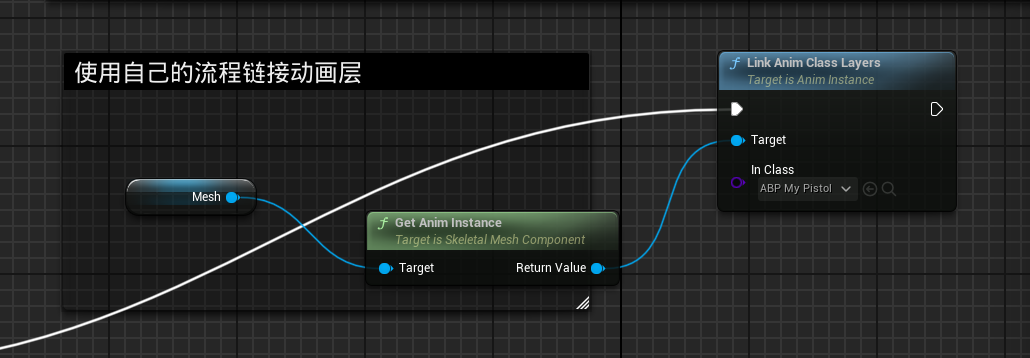 使用自己的流程链接动画层
Link Anim Class Layers
Target is Anim Instance
Target
In Class
ABP My Pistol
Mesh
Get Anim Instance
Target is Skeletal Mesh Component
Target Return Value